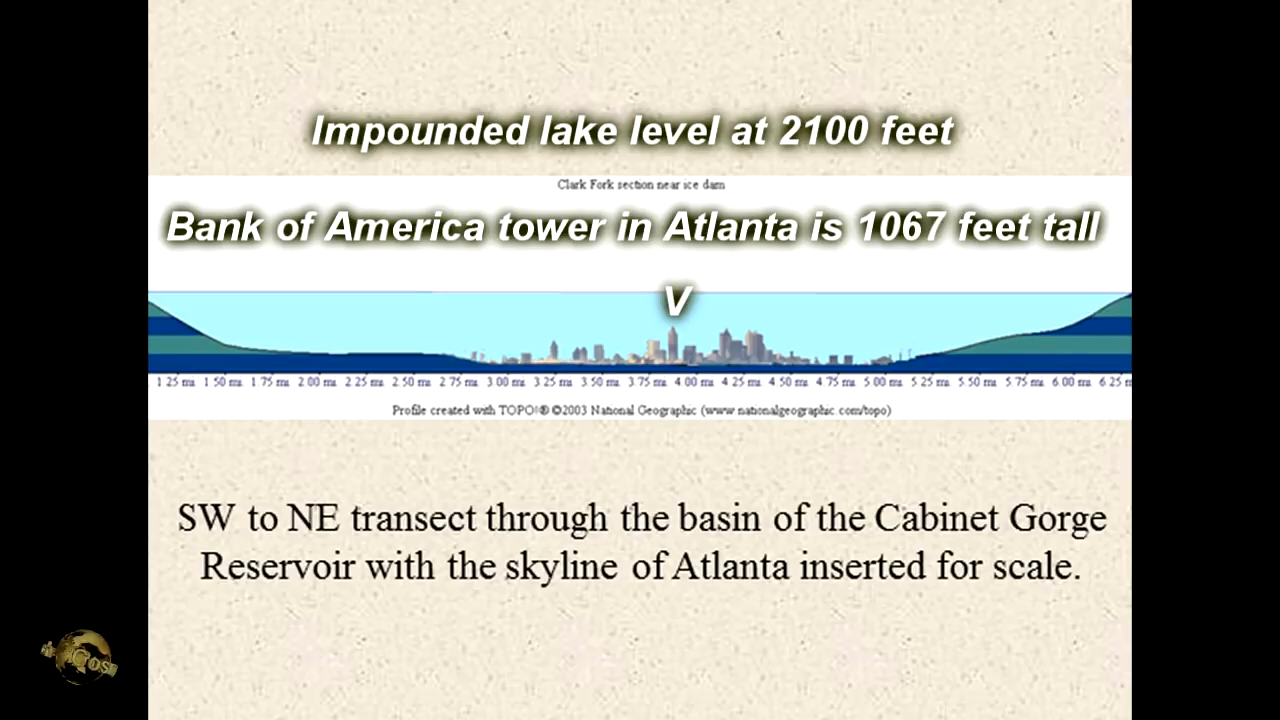 Impounded lake level at 2100 feet
Clark Fork section near ice dam
Bank of America tower in Atlanta is 1067 feet tall
V
1.25 mi 1.50 mi 1.75 mi 2.00 mi 2.25 mi 2.50 mi 2.75 mi 3.00 mi 3.25 mi 3.50 mi 3.75 mi 4.00 mi 4.25 mi 4.50 mi 4.75 mi 5.00 mi 5.25 mi 5.50 mi 5.75 mi 6.00 mi 6.25 m
Profile created with TOPO!® ©2003 National Geographic (www.nationalgeographic.com/topo)
SW to NE transect through the basin of the Cabinet Gorge
Reservoir with the skyline of Atlanta inserted for scale.